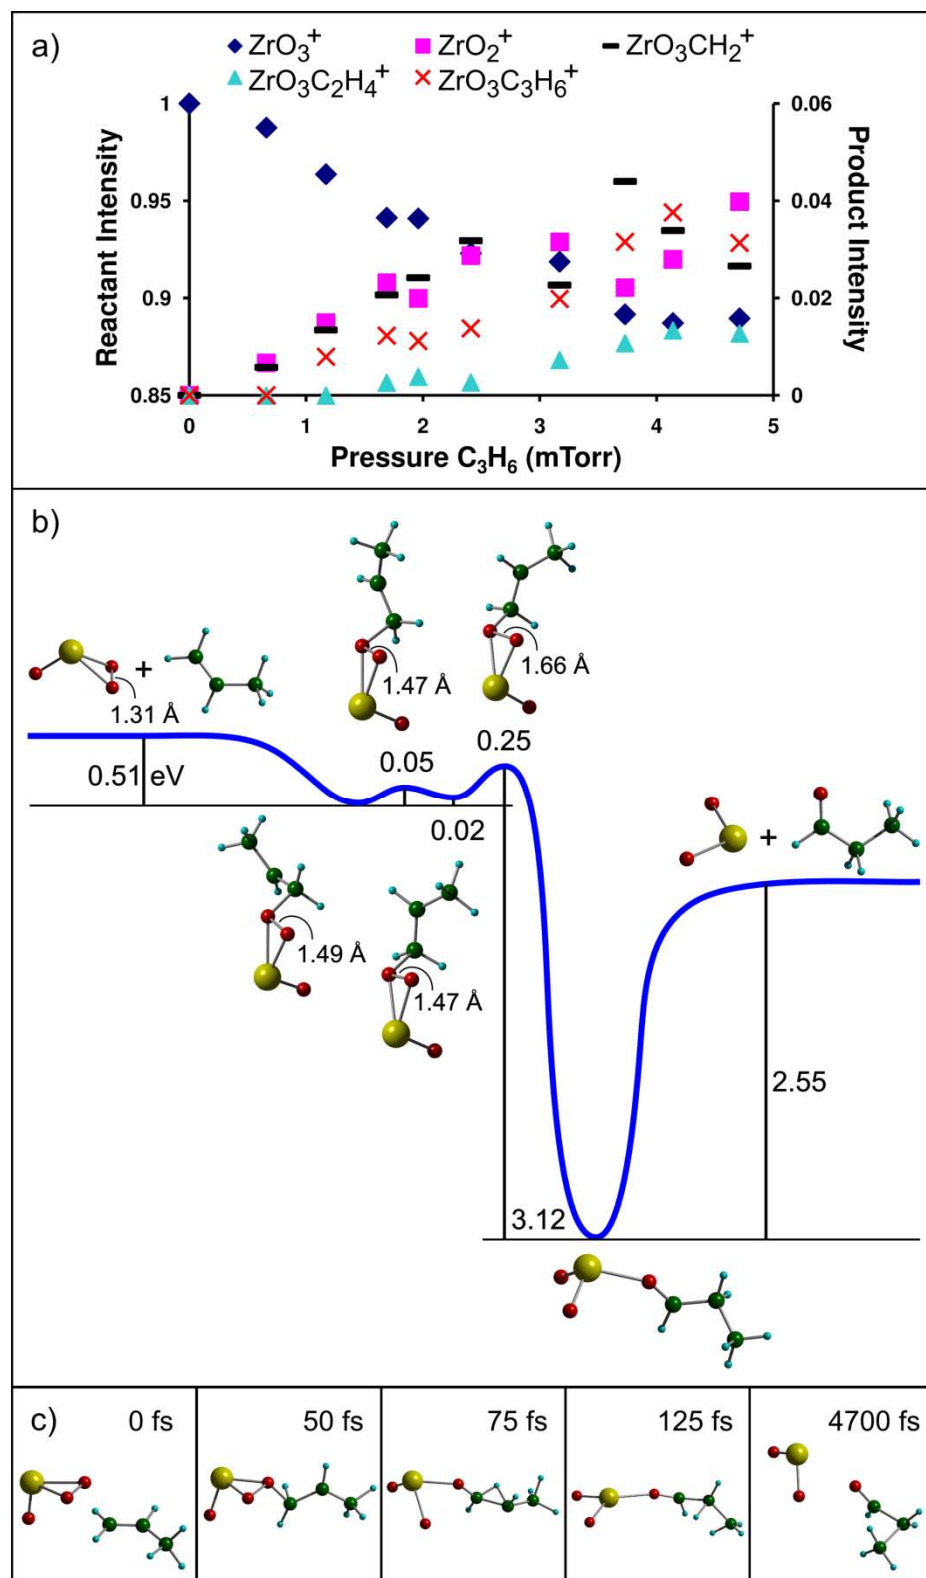 a)
ZrO₃⁺ ZrO₂⁺ ZrO₃CH₂⁺
ZrO₃C₂H₄⁺ ZrO₃C₃H₆⁺
Reactant Intensity
1
0.95
0.9
0.85
0.06
0.04
0.02
0
Product Intensity
0 1 2 3 4 5
Pressure C₃H₆ (mTorr)
b)
+
1.31 Å
1.47 Å
1.66 Å
0.51 eV
0.05
0.25
0.02
1.49 Å
1.47 Å
+
2.55
3.12
c)
0 fs
50 fs
75 fs
125 fs
4700 fs